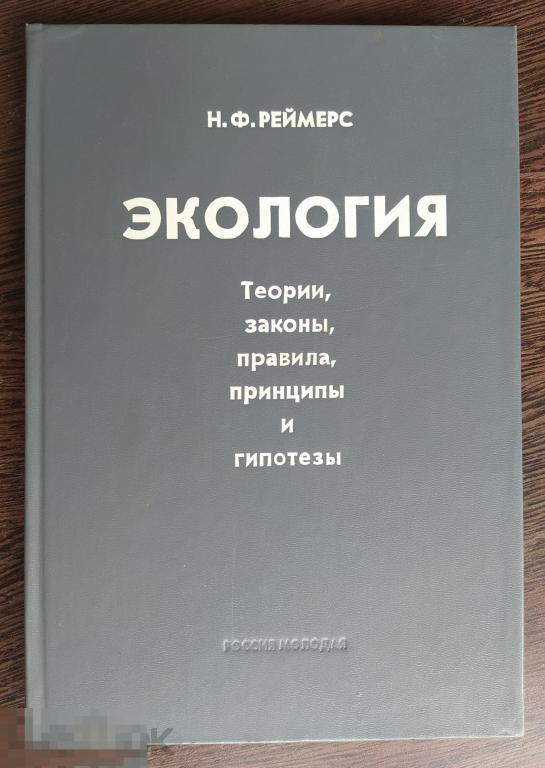 Н. Ф. РЕЙМЕРС
ЭКОЛОГИЯ
Теории,
законы,
правила,
принципы
и
гипотезы
РОССИЯ МОЛОДАЯ